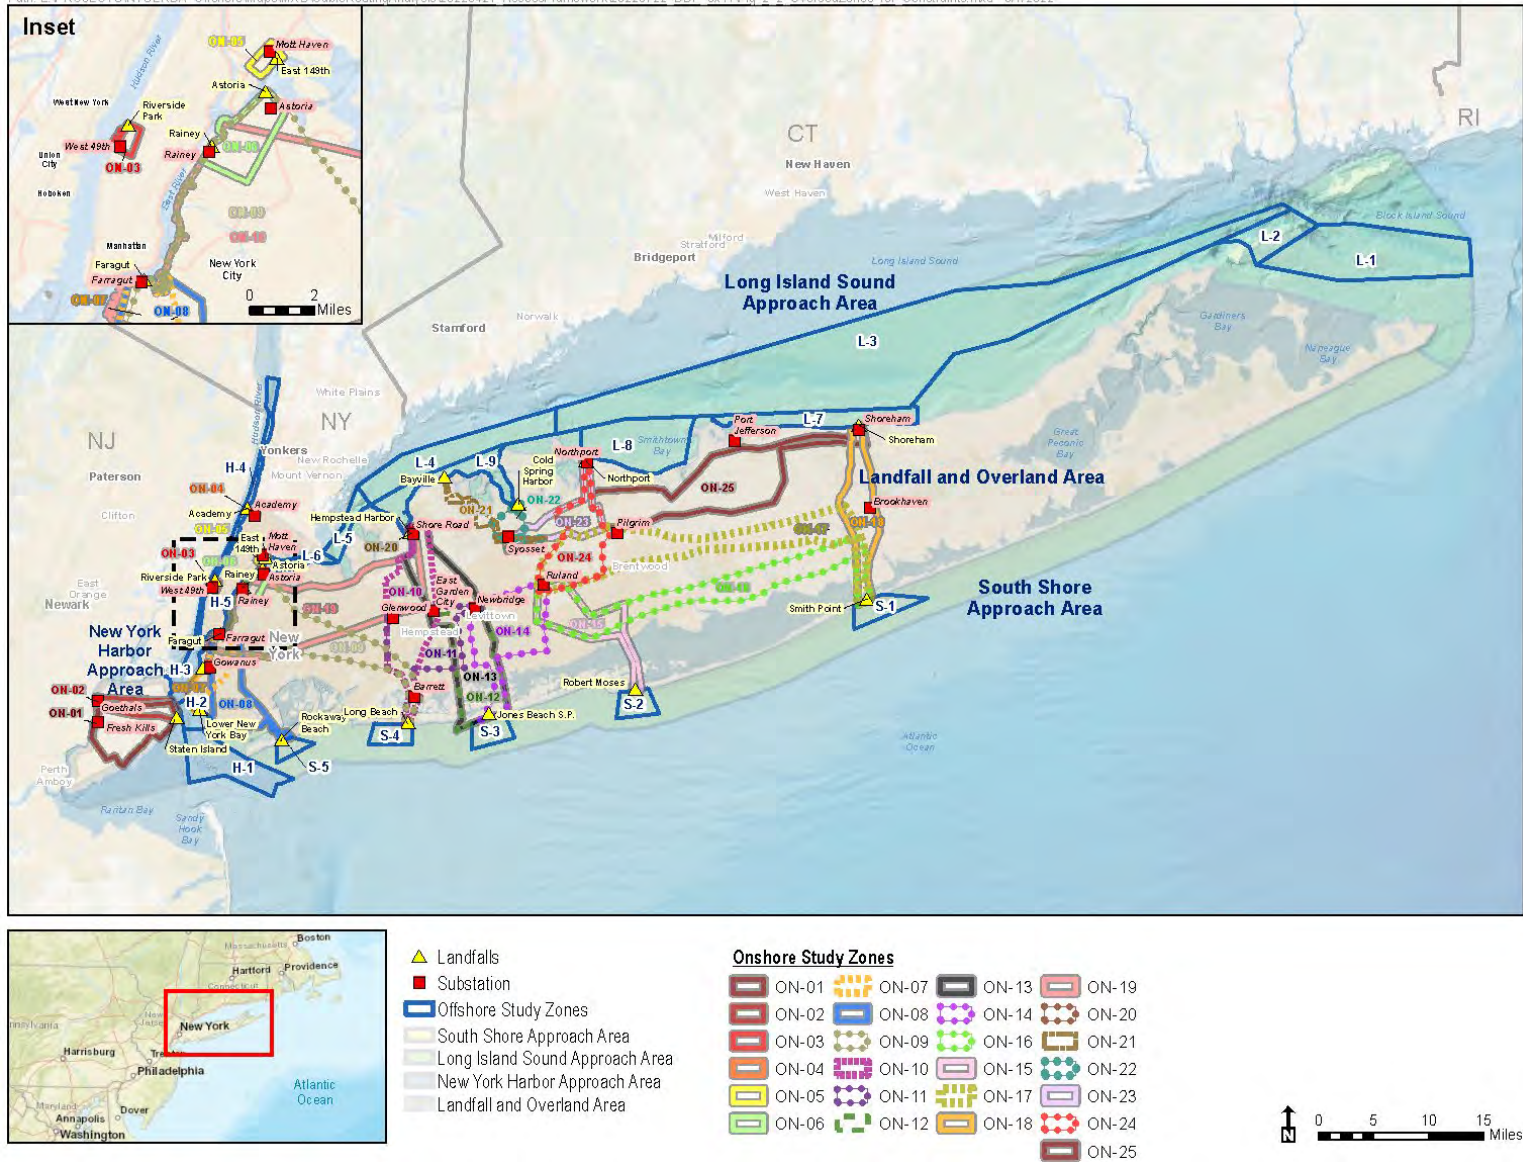 Inset
Hudson River
ON-05
Mott Haven
East 149th
Astoria
Astoria
West New York
Riverside
Park
Rainey
West 49th
Rainey
ON-06
Union
City
ON-03
Hoboken
East River
ON-09
ON-19
Manhattan
New York
City
Faragut
Farragut
ON-07
ON-08
0 2
Miles
CT
RI
New Haven
West Haven
Milford
Stratford
Bridgeport
Long Island Sound
Block Island Sound
L-2
L-1
Long Island Sound
Approach Area
Norwalk
Stamford
L-3
Gardiners
Bay
Napeague
Bay
White Plains
NY
NJ
Hudson River
Yonkers
New Rochelle
Mount Vernon
Paterson
Clifton
H-4
ON-04
Academy
Academy
ON-05
L-4
L-9
Bayville
Cold
Spring
Harbor
Northport
Northport
L-8
Smithtown
Bay
Port
Jefferson
L-7
Shoreham
Shoreham
Great
Peconic
Bay
Landfall and Overland Area
ON-25
Brookhaven
ON-22
ON-21
ON-23
Pilgrim
Syosset
ON-17
ON-18
Hempstead Harbor
Shore Road
L-5
L-6
ON-20
East
149th
Mott
Haven
ON-03
ON-06
Astoria
Astoria
Riverside Park
Rainey
West 49th
Rainey
East
Orange
Newark
H-5
ON-24
Brentwood
Ruland
ON-16
ON-10
East
Garden
City
Newbridge
Levittown
Glenwood
Hempstead
ON-19
ON-09
ON-14
ON-15
South Shore
Approach Area
Smith Point
S-1
Faragut
Farragut
New
York
New York
Harbor
Approach
Area
H-3
Gowanus
ON-11
ON-13
ON-12
Barrett
Robert Moses
S-2
ON-02
ON-01
Goethals
Fresh Kills
ON-07
H-2
ON-08
Lower New
York Bay
Staten Island
Rockaway
Beach
Long Beach
S-4
Jones Beach S.P.
S-3
S-5
H-1
Perth
Amboy
Raritan Bay
Sandy
Hook
Bay
Atlantic
Ocean
Massachusetts
Boston
Hartford
Providence
Connecticut
New York
Harrisburg
Philadelphia
Dover
Maryland
Annapolis
Washington
Atlantic
Ocean
Landfalls
Substation
Offshore Study Zones
South Shore Approach Area
Long Island Sound Approach Area
New York Harbor Approach Area
Landfall and Overland Area
Onshore Study Zones
ON-01 ON-07 ON-13 ON-19
ON-02 ON-08 ON-14 ON-20
ON-03 ON-09 ON-16 ON-21
ON-04 ON-10 ON-15 ON-22
ON-05 ON-11 ON-17 ON-23
ON-06 ON-12 ON-18 ON-24
ON-25
N
0 5 10 15
Miles